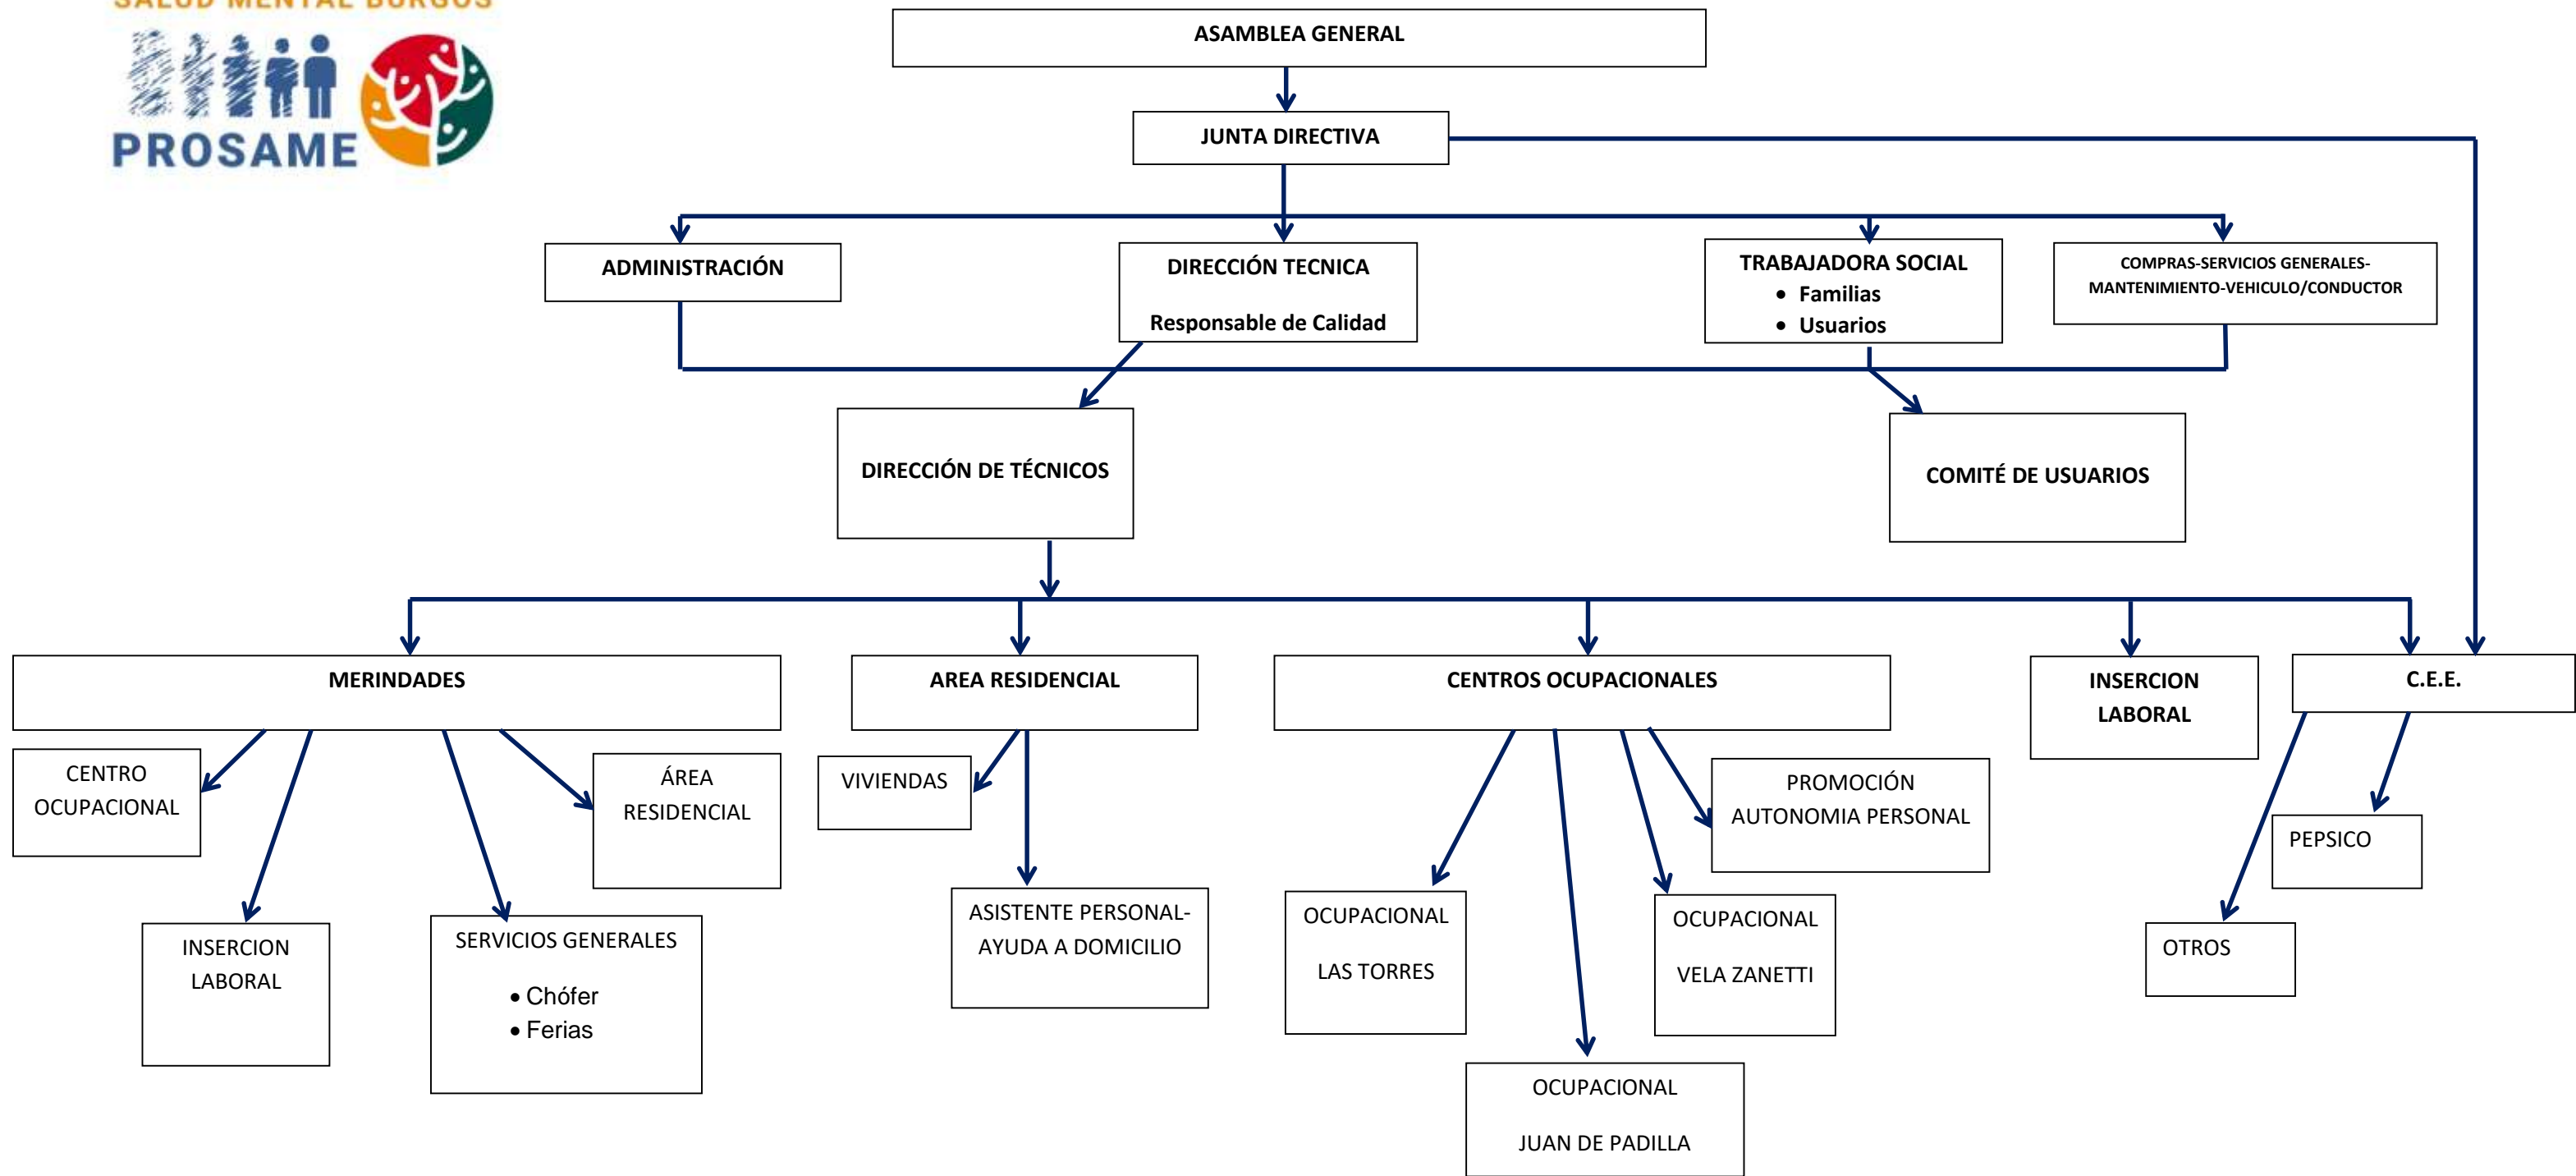 SALUD MENTAL BURGOS
PROSAME
ASAMBLEA GENERAL
JUNTA DIRECTIVA
ADMINISTRACIÓN
DIRECCIÓN TECNICA
Responsable de Calidad
TRABAJADORA SOCIAL
• Familias
• Usuarios
COMPRAS-SERVICIOS GENERALES-
MANTENIMIENTO-VEHICULO/CONDUCTOR
DIRECCIÓN DE TÉCNICOS
COMITÉ DE USUARIOS
MERINDADES
AREA RESIDENCIAL
CENTROS OCUPACIONALES
INSERCION
LABORAL
C.E.E.
CENTRO
OCUPACIONAL
INSERCION
LABORAL
SERVICIOS GENERALES
• Chófer
• Ferias
ÁREA
RESIDENCIAL
VIVIENDAS
ASISTENTE PERSONAL-
AYUDA A DOMICILIO
OCUPACIONAL
LAS TORRES
OCUPACIONAL
JUAN DE PADILLA
OCUPACIONAL
VELA ZANETTI
PROMOCIÓN
AUTONOMIA PERSONAL
OTROS
PEPSICO